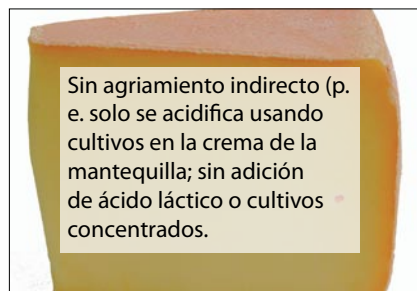 Sin agriamiento indirecto (p.
e. solo se acidifica usando
cultivos en la crema de la
mantequilla; sin adición
de ácido láctico o cultivos
concentrados.